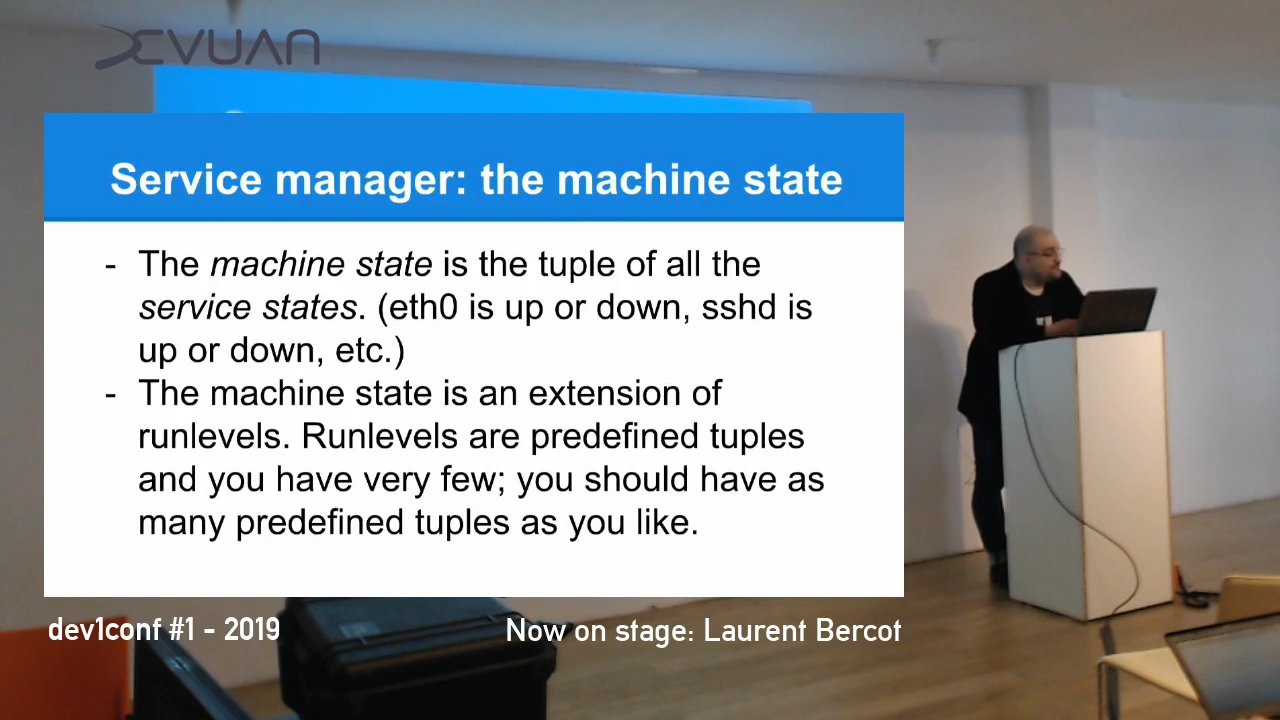 DEVUAN
Service manager: the machine state
- The machine state is the tuple of all the
service states. (eth0 is up or down, sshd is
up or down, etc.)
- The machine state is an extension of
runlevels. Runlevels are predefined tuples
and you have very few; you should have as
many predefined tuples as you like.
dev1conf #1 - 2019
Now on stage: Laurent Bercot